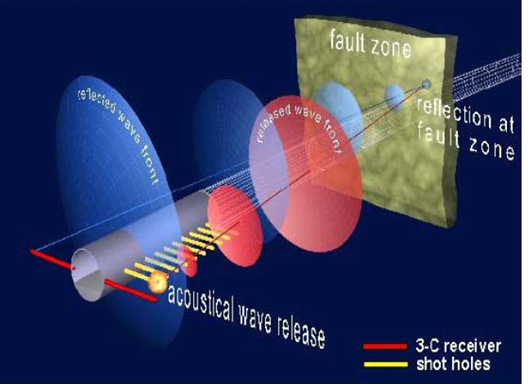 fault zone
reflected wave front
released wave front
reflection at
fault zone
acoustical wave release
3-C receiver
shot holes